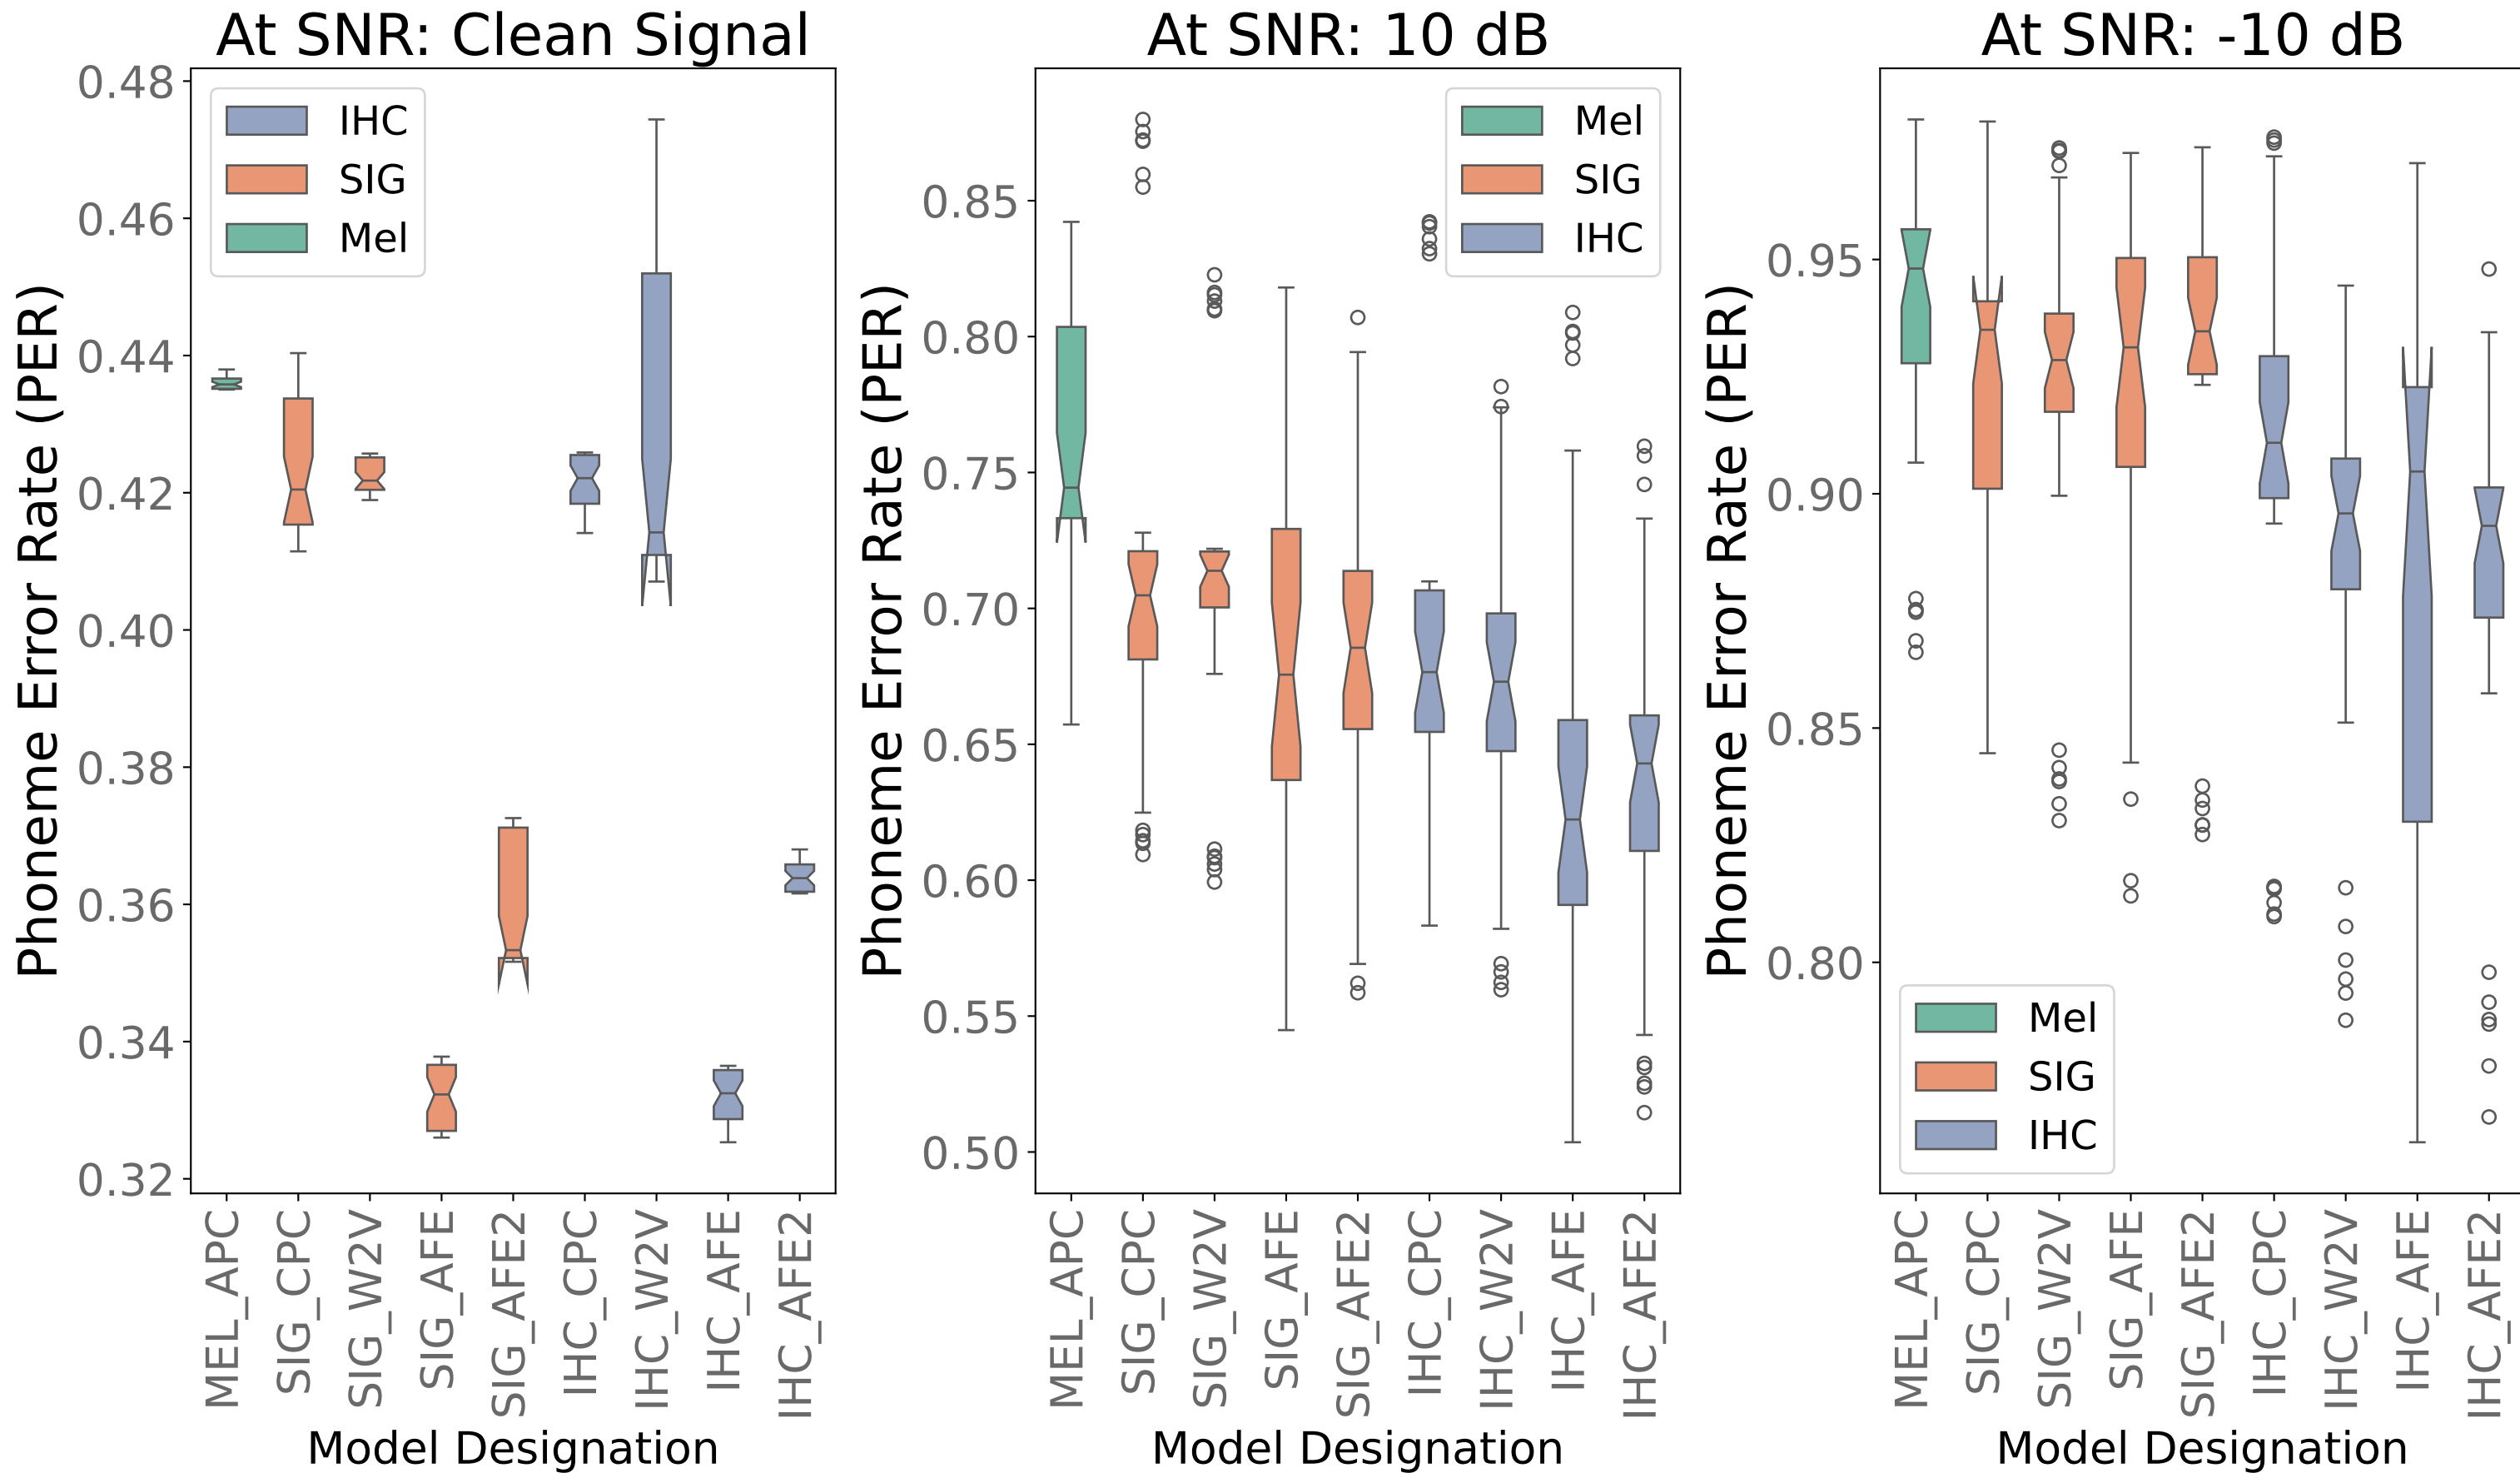 At SNR: Clean Signal
Phoneme Error Rate (PER)
0.48
0.46
0.44
0.42
0.40
0.38
0.36
0.34
0.32
IHC
SIG
Mel
MEL_APC
SIG_CPC
SIG_W2V
SIG_AFE
SIG_AFE2
IHC_CPC
IHC_W2V
IHC_AFE
IHC_AFE2
Model Designation
At SNR: 10 dB
Phoneme Error Rate (PER)
0.85
0.80
0.75
0.70
0.65
0.60
0.55
0.50
Mel
SIG
IHC
MEL_APC
SIG_CPC
SIG_W2V
SIG_AFE
SIG_AFE2
IHC_CPC
IHC_W2V
IHC_AFE
IHC_AFE2
Model Designation
At SNR: -10 dB
Phoneme Error Rate (PER)
0.95
0.90
0.85
0.80
Mel
SIG
IHC
MEL_APC
SIG_CPC
SIG_W2V
SIG_AFE
SIG_AFE2
IHC_CPC
IHC_W2V
IHC_AFE
IHC_AFE2
Model Designation